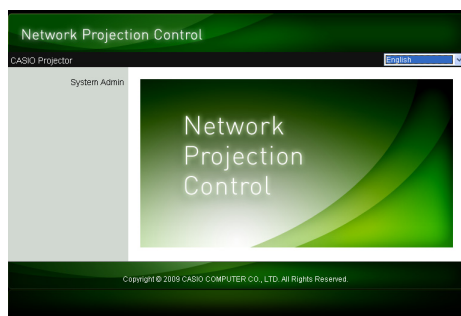 Network Projection Control
CASIO Projector
English
System Admin
Network
Projection
Control
Copyright © 2009 CASIO COMPUTER CO., LTD. All Rights Reserved.